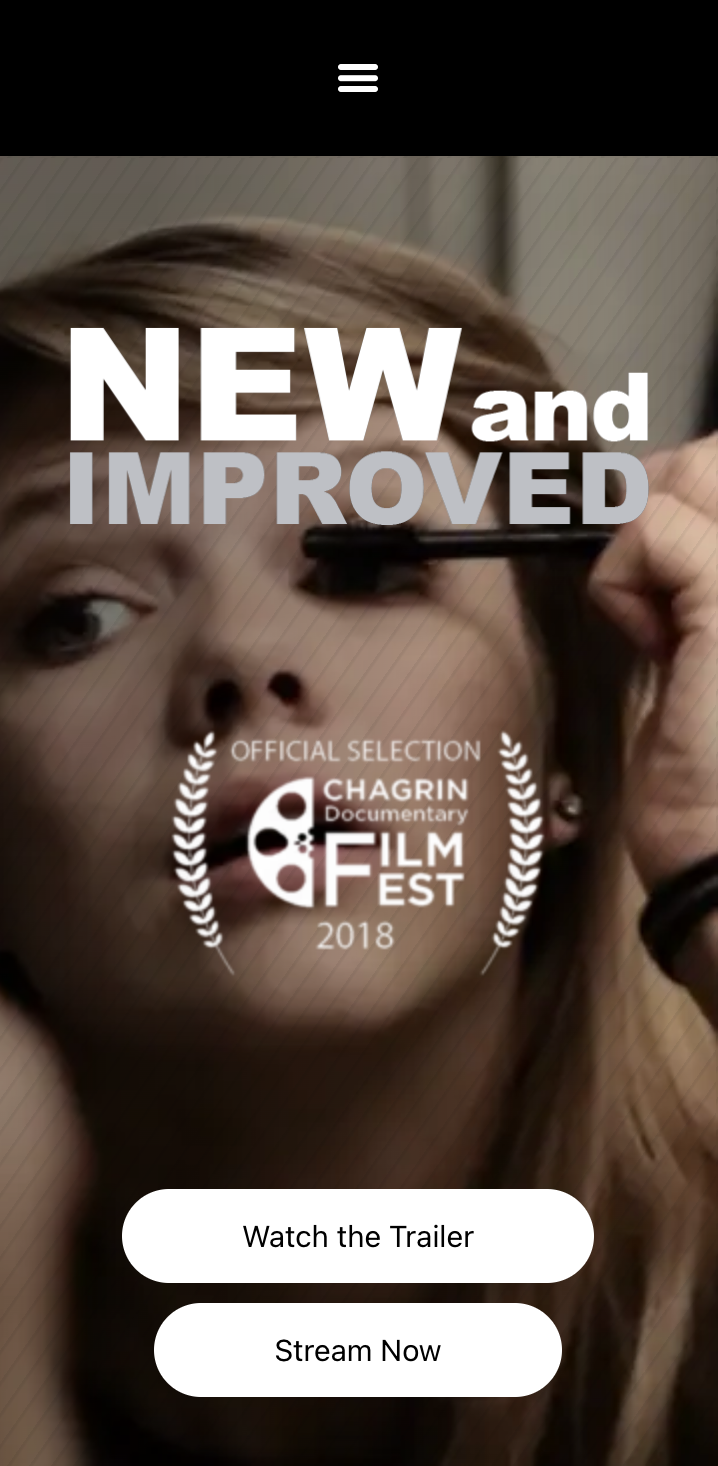 NEW and
IMPROVED
OFFICIAL SELECTION
CHAGRIN
Documentary
FILM
FEST
2018
Watch the Trailer
Stream Now